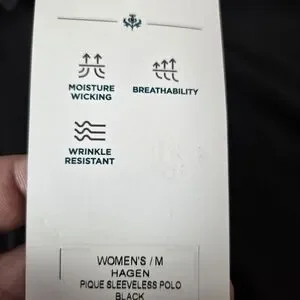 MOISTURE
WICKING
BREATHABILITY
WRINKLE
RESISTANT
WOMEN'S / M
HAGEN
PIQUE SLEEVELESS POLO
BLACK